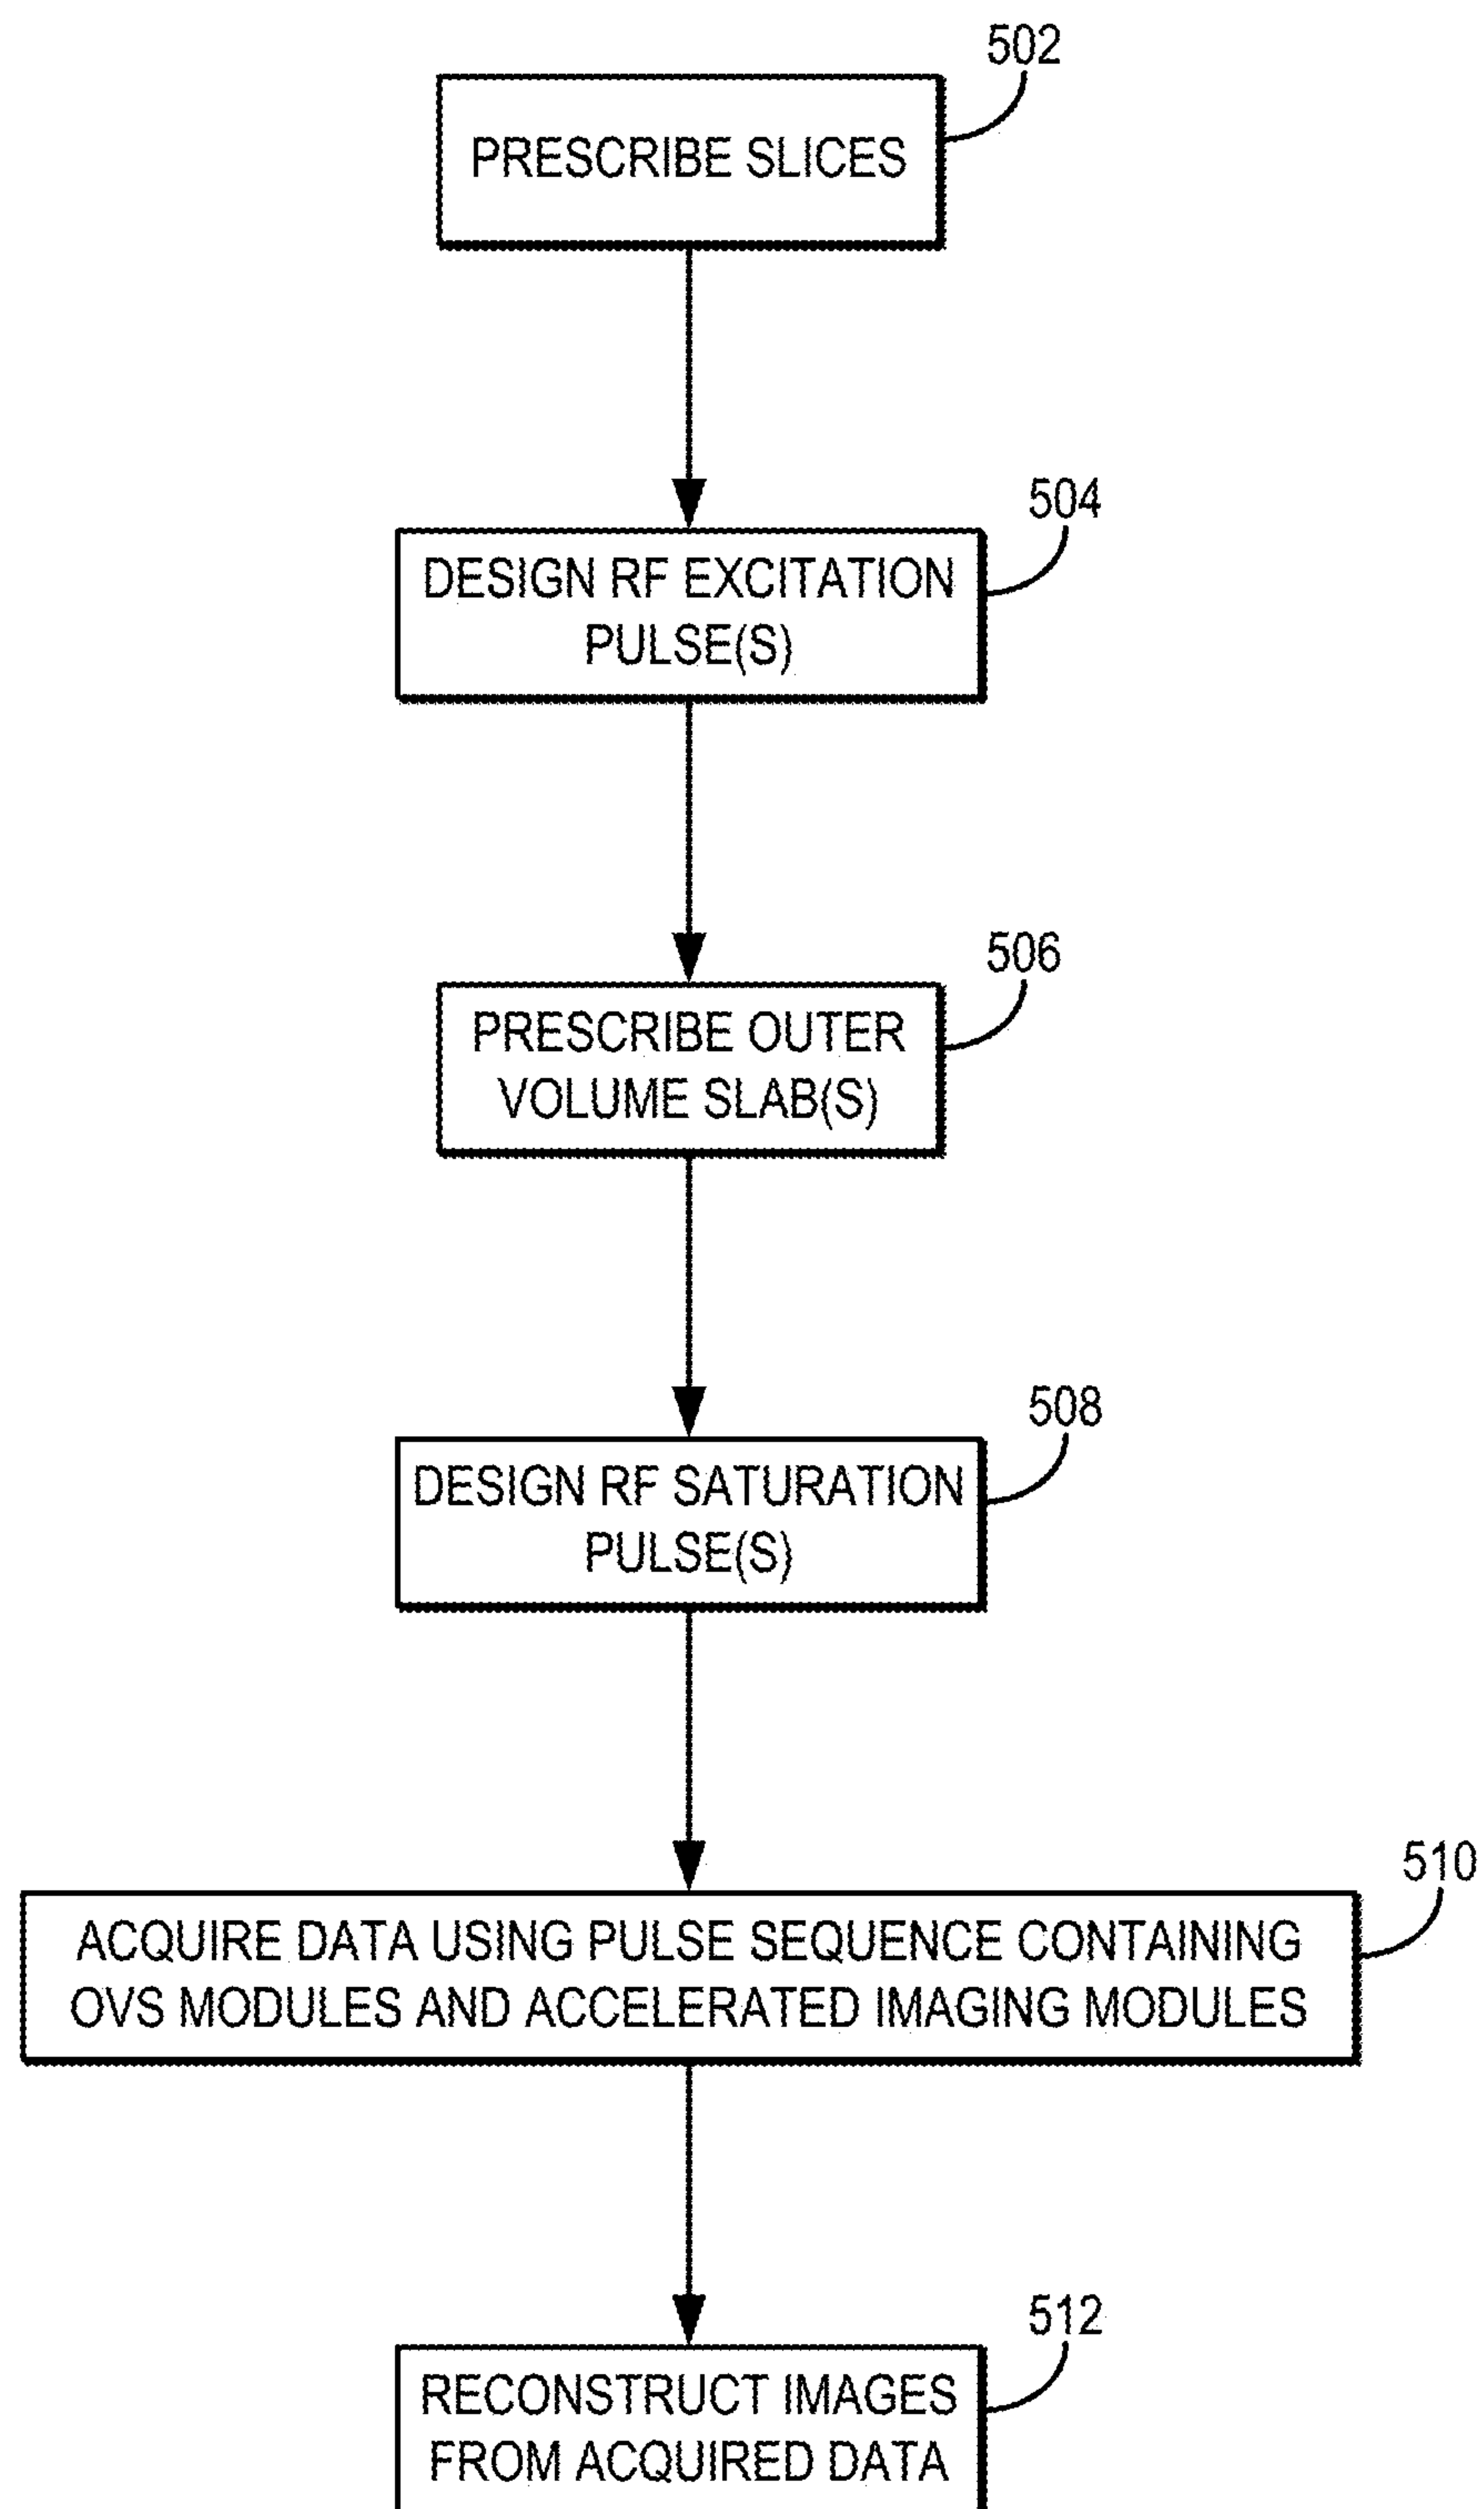 502
PRESCRIBE SLICES
504
DESIGN RF EXCITATION
PULSE(S)
506
PRESCRIBE OUTER
VOLUME SLAB(S)
508
DESIGN RF SATURATION
PULSE(S)
510
ACQUIRE DATA USING PULSE SEQUENCE CONTAINING
OVS MODULES AND ACCELERATED IMAGING MODULES
512
RECONSTRUCT IMAGES
FROM ACQUIRED DATA